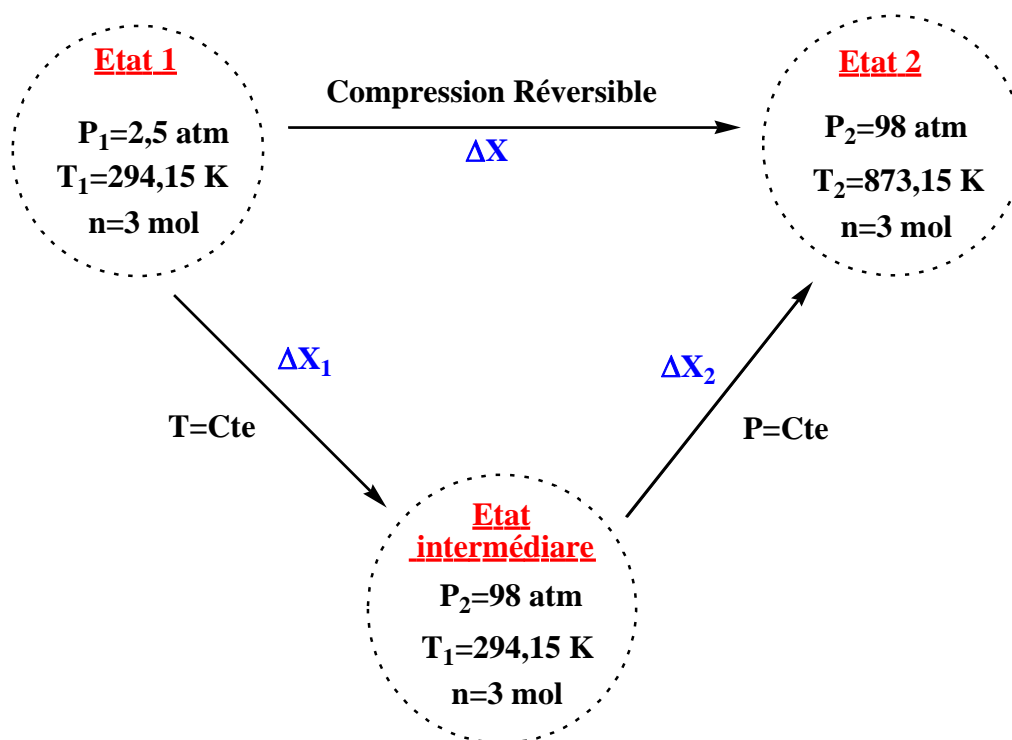 Etat 1
P₁=2,5 atm
T₁=294,15 K
n=3 mol
Compression Réversible
ΔX
Etat 2
P₂=98 atm
T₂=873,15 K
n=3 mol
ΔX₁
T=Cte
ΔX₂
P=Cte
Etat
intermédiare
P₂=98 atm
T₁=294,15 K
n=3 mol